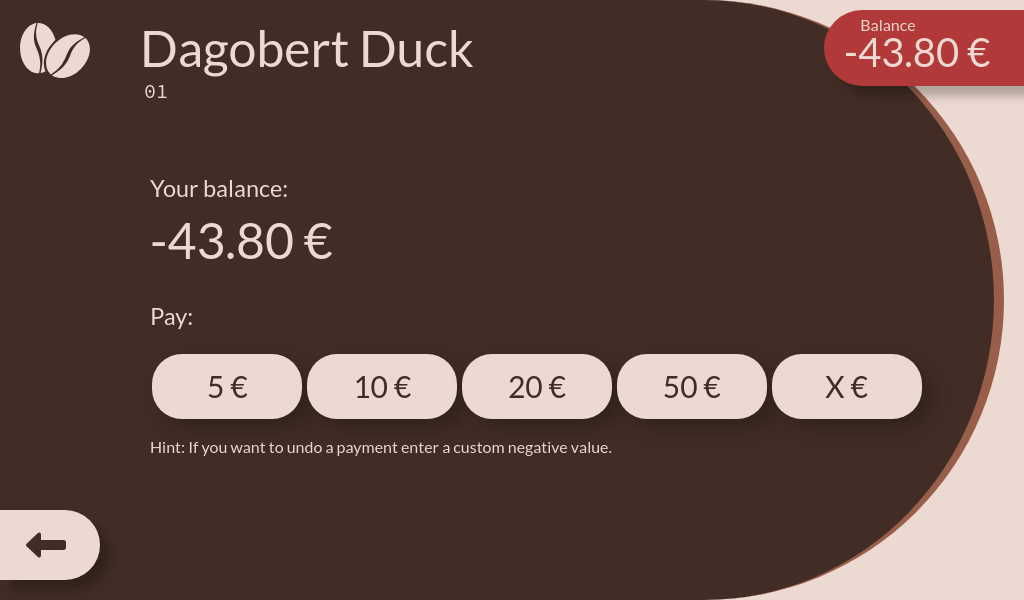 Dagobert Duck
01
Balance
-43.80 €
Your balance:
-43.80 €
Pay:
5 €
10 €
20 €
50 €
X €
Hint: If you want to undo a payment enter a custom negative value.